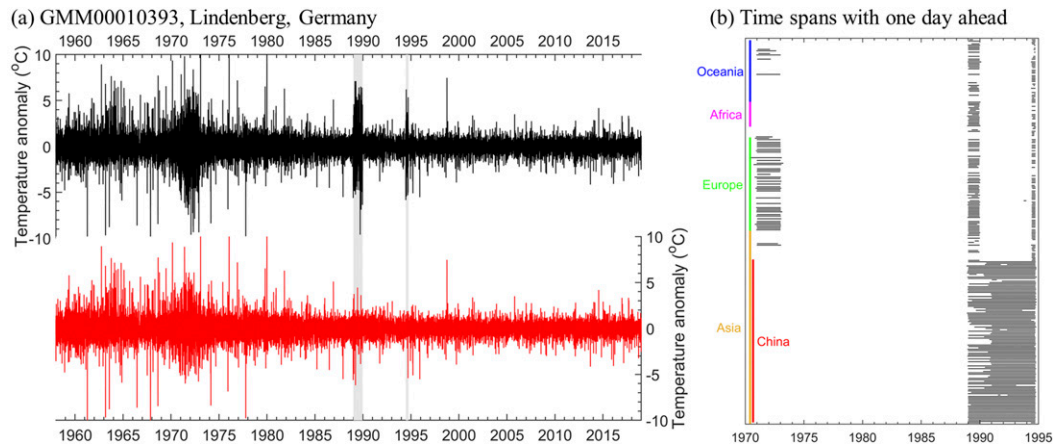 (a) GMM00010393, Lindenberg, Germany
(b) Time spans with one day ahead
1960 1965 1970 1975 1980 1985 1990 1995 2000 2005 2010 2015
Temperature anomaly (°C)
10
5
0
-5
-10
Temperature anomaly (°C)
10
5
0
-5
-10
1960 1965 1970 1975 1980 1985 1990 1995 2000 2005 2010 2015
Oceania
Africa
Europe
Asia
China
1970 1975 1980 1985 1990 1995